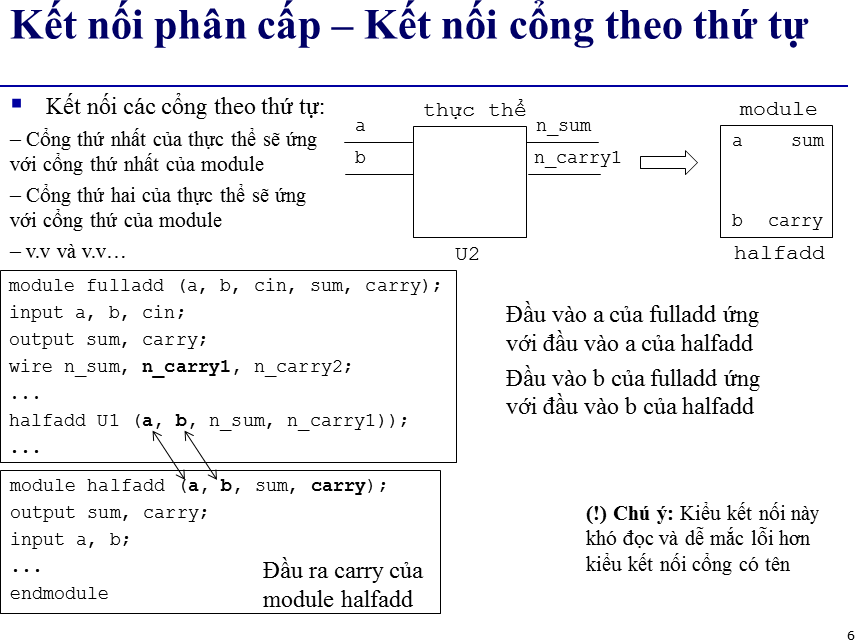 Kết nối phân cấp – Kết nối cổng theo thứ tự
▪ Kết nối các cổng theo thứ tự:
– Cổng thứ nhất của thực thể sẽ ứng
với cổng thứ nhất của module
– Cổng thứ hai của thực thể sẽ ứng
với cổng thứ của module
– v.v và v.v…
thực thể
a
n_sum
b
n_carry1
U2
module
a sum
b carry
halfadd
module fulladd (a, b, cin, sum, carry);
input a, b, cin;
output sum, carry;
wire n_sum, n_carry1, n_carry2;
...
halfadd U1 (a, b, n_sum, n_carry1));
...
Đầu vào a của fulladd ứng
với đầu vào a của halfadd
Đầu vào b của fulladd ứng
với đầu vào b của halfadd
module halfadd (a, b, sum, carry);
output sum, carry;
input a, b;
...
endmodule
Đầu ra carry của
module halfadd
(!) Chú ý: Kiểu kết nối này
khó đọc và dễ mắc lỗi hơn
kiểu kết nối cổng có tên
6